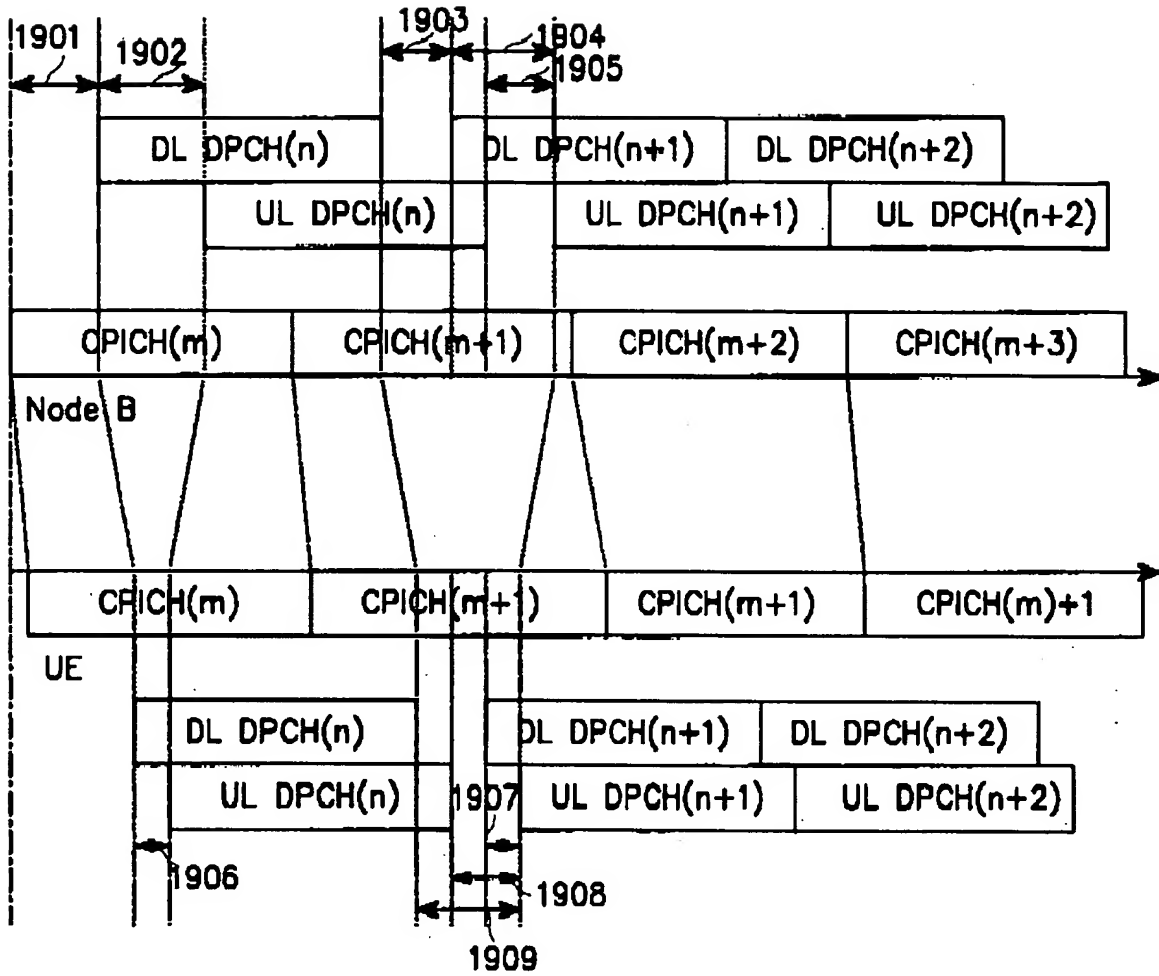 1901
1902
1903
1904
1905
DL DPCH(n)
DL DPCH(n+1)
DL DPCH(n+2)
UL DPCH(n)
UL DPCH(n+1)
UL DPCH(n+2)
CPICH(m)
CPICH(m+1)
CPICH(m+2)
CPICH(m+3)
Node B
CPICH(m)
CPICH(m+1)
CPICH(m+1)
CPICH(m)+1
UE
DL DPCH(n)
DL DPCH(n+1)
DL DPCH(n+2)
UL DPCH(n)
1907
UL DPCH(n+1)
UL DPCH(n+2)
1906
1908
1909